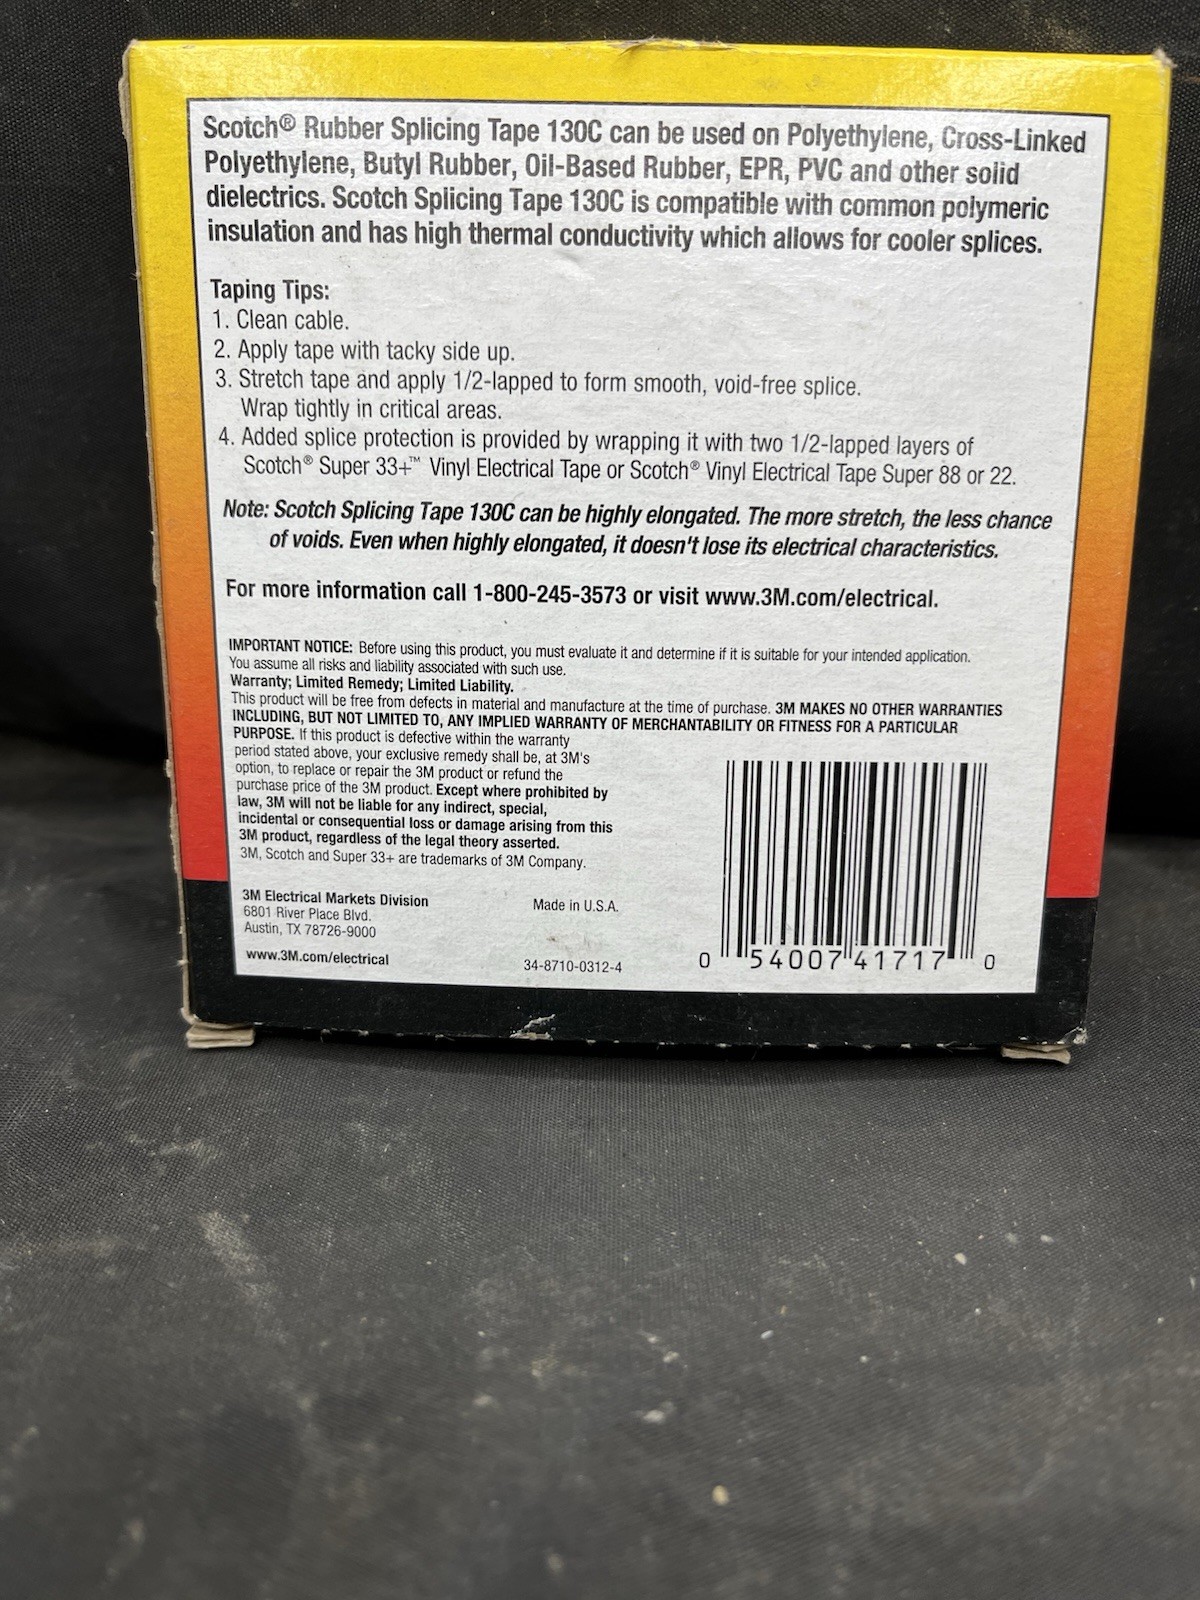 Scotch® Rubber Splicing Tape 130C can be used on Polyethylene, Cross-Linked
Polyethylene, Butyl Rubber, Oil-Based Rubber, EPR, PVC and other solid
dielectrics. Scotch Splicing Tape 130C is compatible with common polymeric
insulation and has high thermal conductivity which allows for cooler splices.
Taping Tips:
1. Clean cable.
2. Apply tape with tacky side up.
3. Stretch tape and apply 1/2-lapped to form smooth, void-free splice.
Wrap tightly in critical areas.
4. Added splice protection is provided by wrapping it with two 1/2-lapped layers of
Scotch® Super 33+™ Vinyl Electrical Tape or Scotch® Vinyl Electrical Tape Super 88 or 22.
Note: Scotch Splicing Tape 130C can be highly elongated. The more stretch, the less chance
of voids. Even when highly elongated, it doesn't lose its electrical characteristics.
For more information call 1-800-245-3573 or visit www.3M.com/electrical.
IMPORTANT NOTICE: Before using this product, you must evaluate it and determine if it is suitable for your intended application.
You assume all risks and liability associated with such use.
Warranty; Limited Remedy; Limited Liability.
This product will be free from defects in material and manufacture at the time of purchase. 3M MAKES NO OTHER WARRANTIES
INCLUDING, BUT NOT LIMITED TO, ANY IMPLIED WARRANTY OF MERCHANTABILITY OR FITNESS FOR A PARTICULAR
PURPOSE. If this product is defective within the warranty
period stated above, your exclusive remedy shall be, at 3M's
option, to replace or repair the 3M product or refund the
purchase price of the 3M product. Except where prohibited by
law, 3M will not be liable for any indirect, special,
incidental or consequential loss or damage arising from this
3M product, regardless of the legal theory asserted.
3M, Scotch and Super 33+ are trademarks of 3M Company.
3M Electrical Markets Division
6801 River Place Blvd.
Austin, TX 78726-9000
www.3M.com/electrical
Made in U.S.A.
34-8710-0312-4
0 54007 41717 0